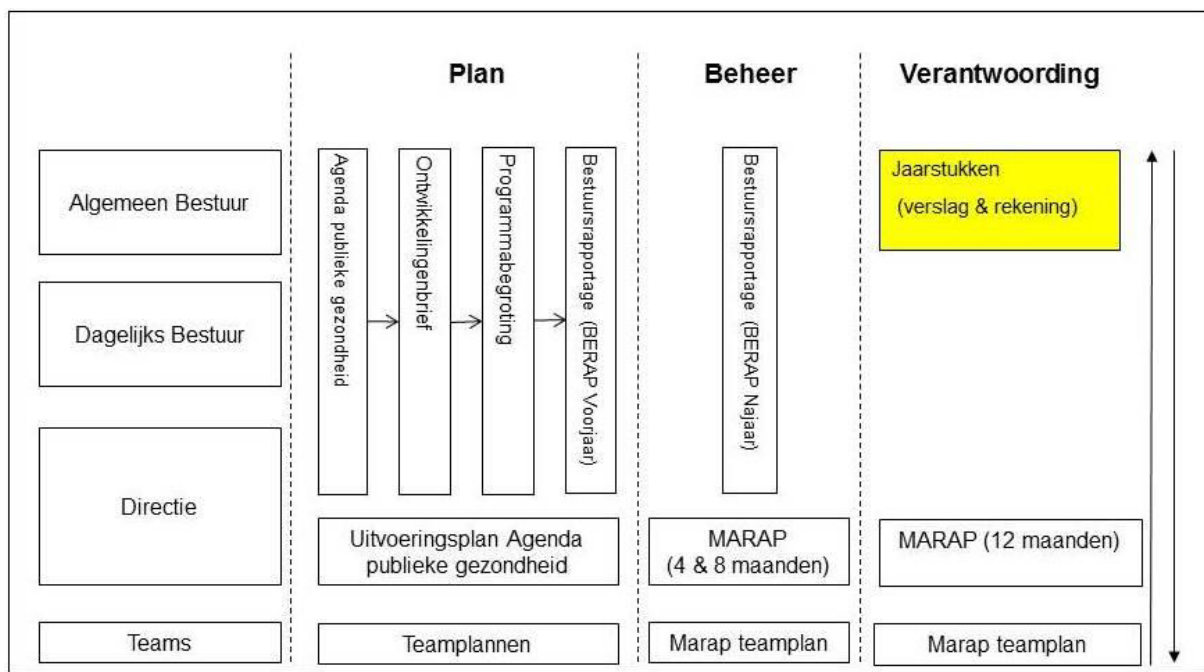 Plan
Beheer
Verantwoording
Algemeen Bestuur
Dagelijks Bestuur
Directie
Teams
Agenda publieke gezondheid
Ontwikkelingenbrief
Programmabegroting
Bestuursrapportage (BERAP Voorjaar)
Uitvoeringsplan Agenda
publieke gezondheid
Teamplannen
Bestuursrapportage (BERAP Najaar)
MARAP
(4 & 8 maanden)
Marap teamplan
Jaarstukken
(verslag & rekening)
MARAP (12 maanden)
Marap teamplan